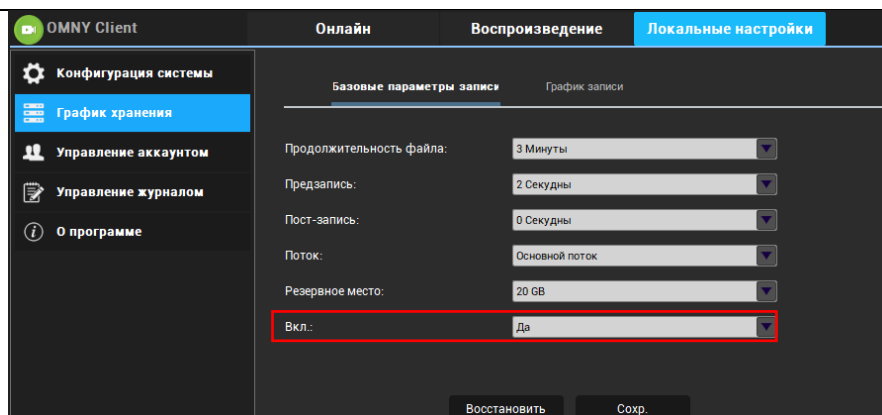 OMNY Client Онлайн Воспроизведение Локальные настройки
Конфигурация системы
График хранения
Управление аккаунтом
Управление журналом
О программе
Базовые параметры записи График записи
Продолжительность файла: 3 Минуты
Предзапись: 2 Секудны
Пост-запись: 0 Секудны
Поток: Основной поток
Резервное место: 20 GB
Вкл.: Да
Восстановить Сохр.